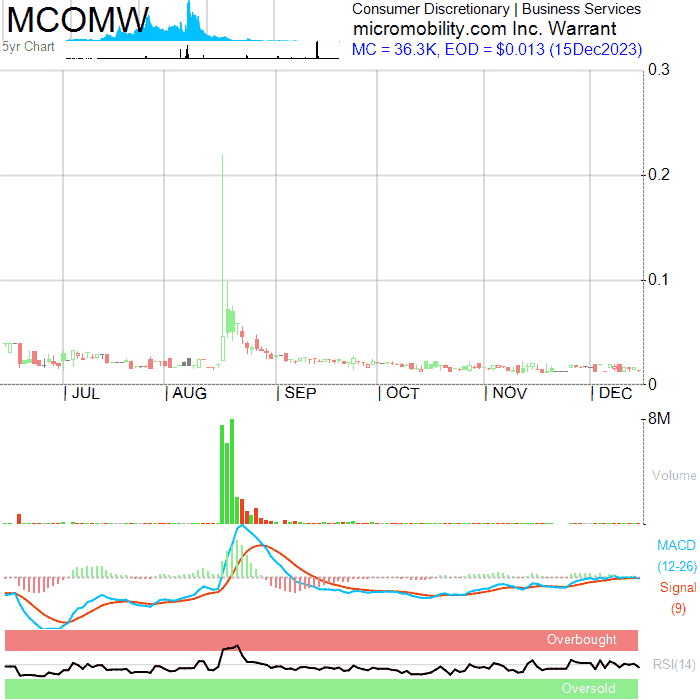 MCOMW
Consumer Discretionary | Business Services
micromobility.com Inc. Warrant
5yr Chart
MC = 36.3K, EOD = $0.013 (15Dec2023)
0.3
0.2
0.1
0
JUL AUG SEP OCT NOV DEC
8M
Volume
MACD
(12-26)
Signal
(9)
Overbought
RSI(14)
Oversold